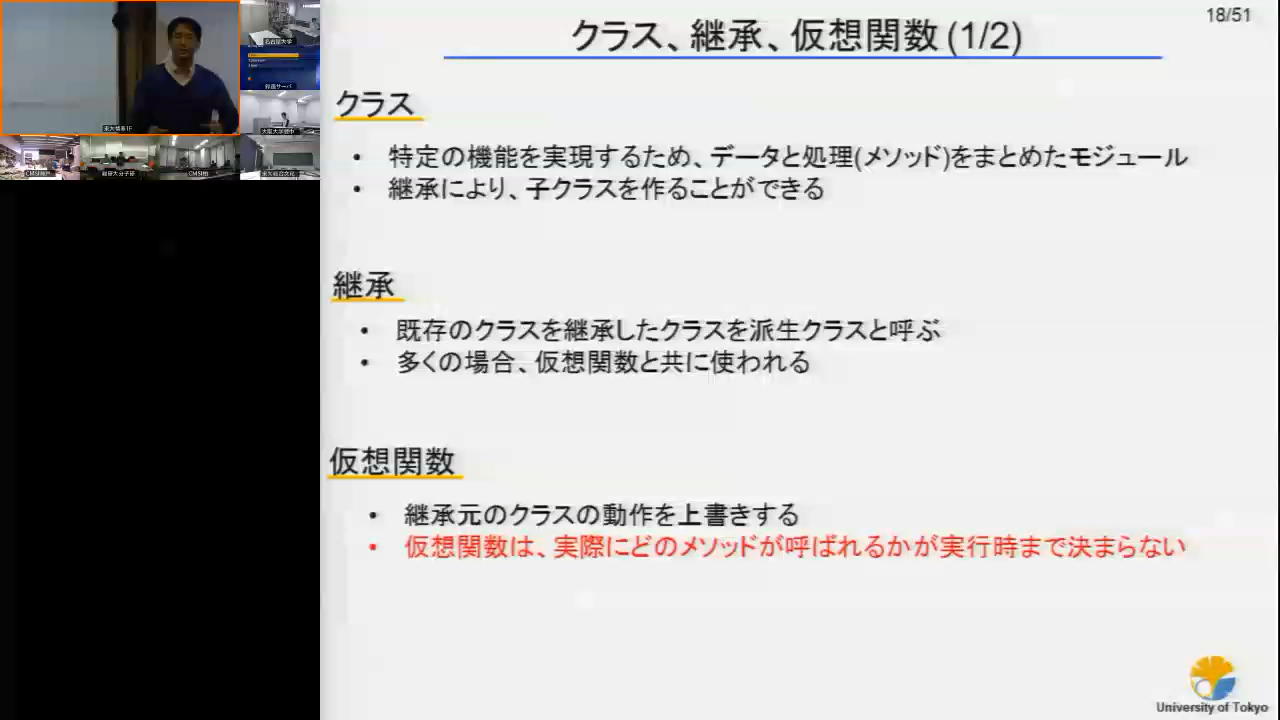 18/51
クラス、継承、仮想関数 (1/2)
クラス
• 特定の機能を実現するため、データと処理(メソッド)をまとめたモジュール
• 継承により、子クラスを作ることができる
継承
• 既存のクラスを継承したクラスを派生クラスと呼ぶ
• 多くの場合、仮想関数と共に使われる
仮想関数
• 継承元のクラスの動作を上書きする
• 仮想関数は、実際にどのメソッドが呼ばれるかが実行時まで決まらない
University of Tokyo
名古屋大学